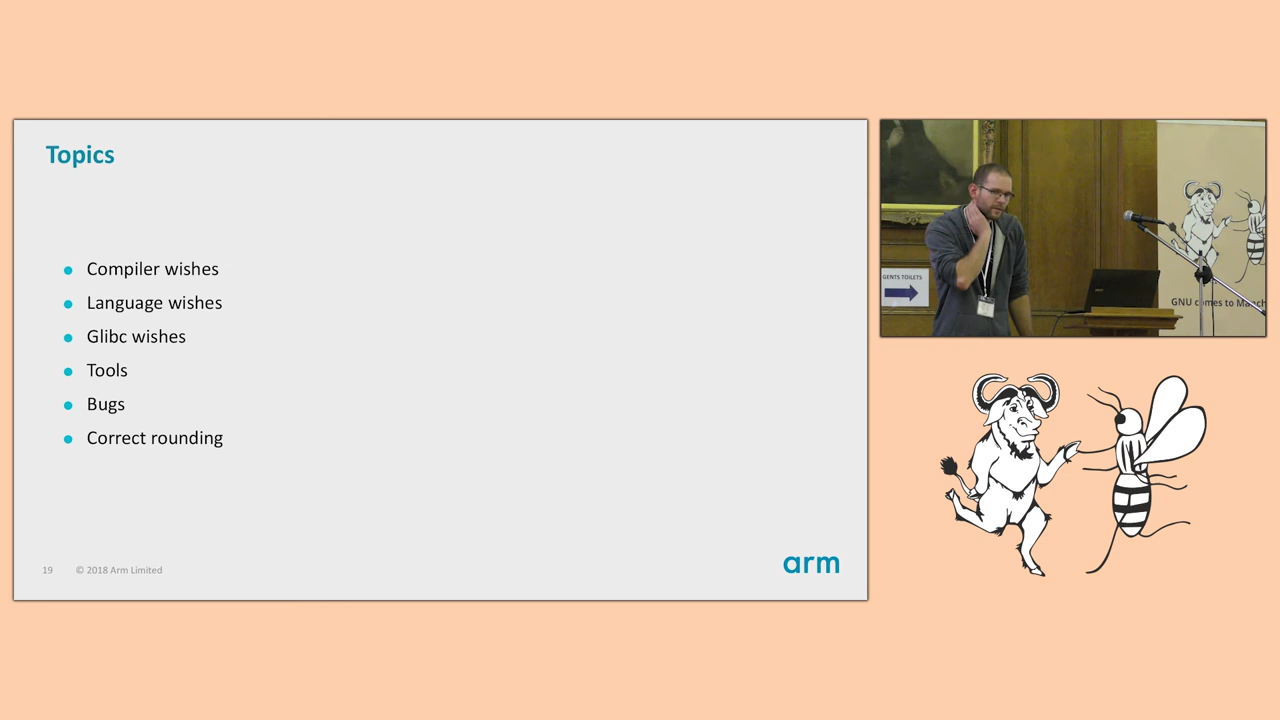 Topics
Compiler wishes
Language wishes
Glibc wishes
Tools
Bugs
Correct rounding
19 © 2018 Arm Limited
arm
GENTS TOILETS
GNU comes to Manch